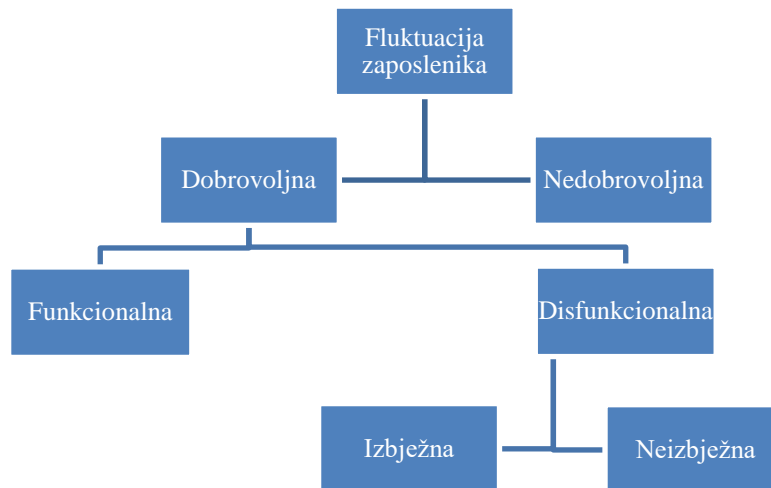 Fluktuacija
zaposlenika
Dobrovoljna
Nedobrovoljna
Funkcionalna
Disfunkcionalna
Izbježna
Neizbježna